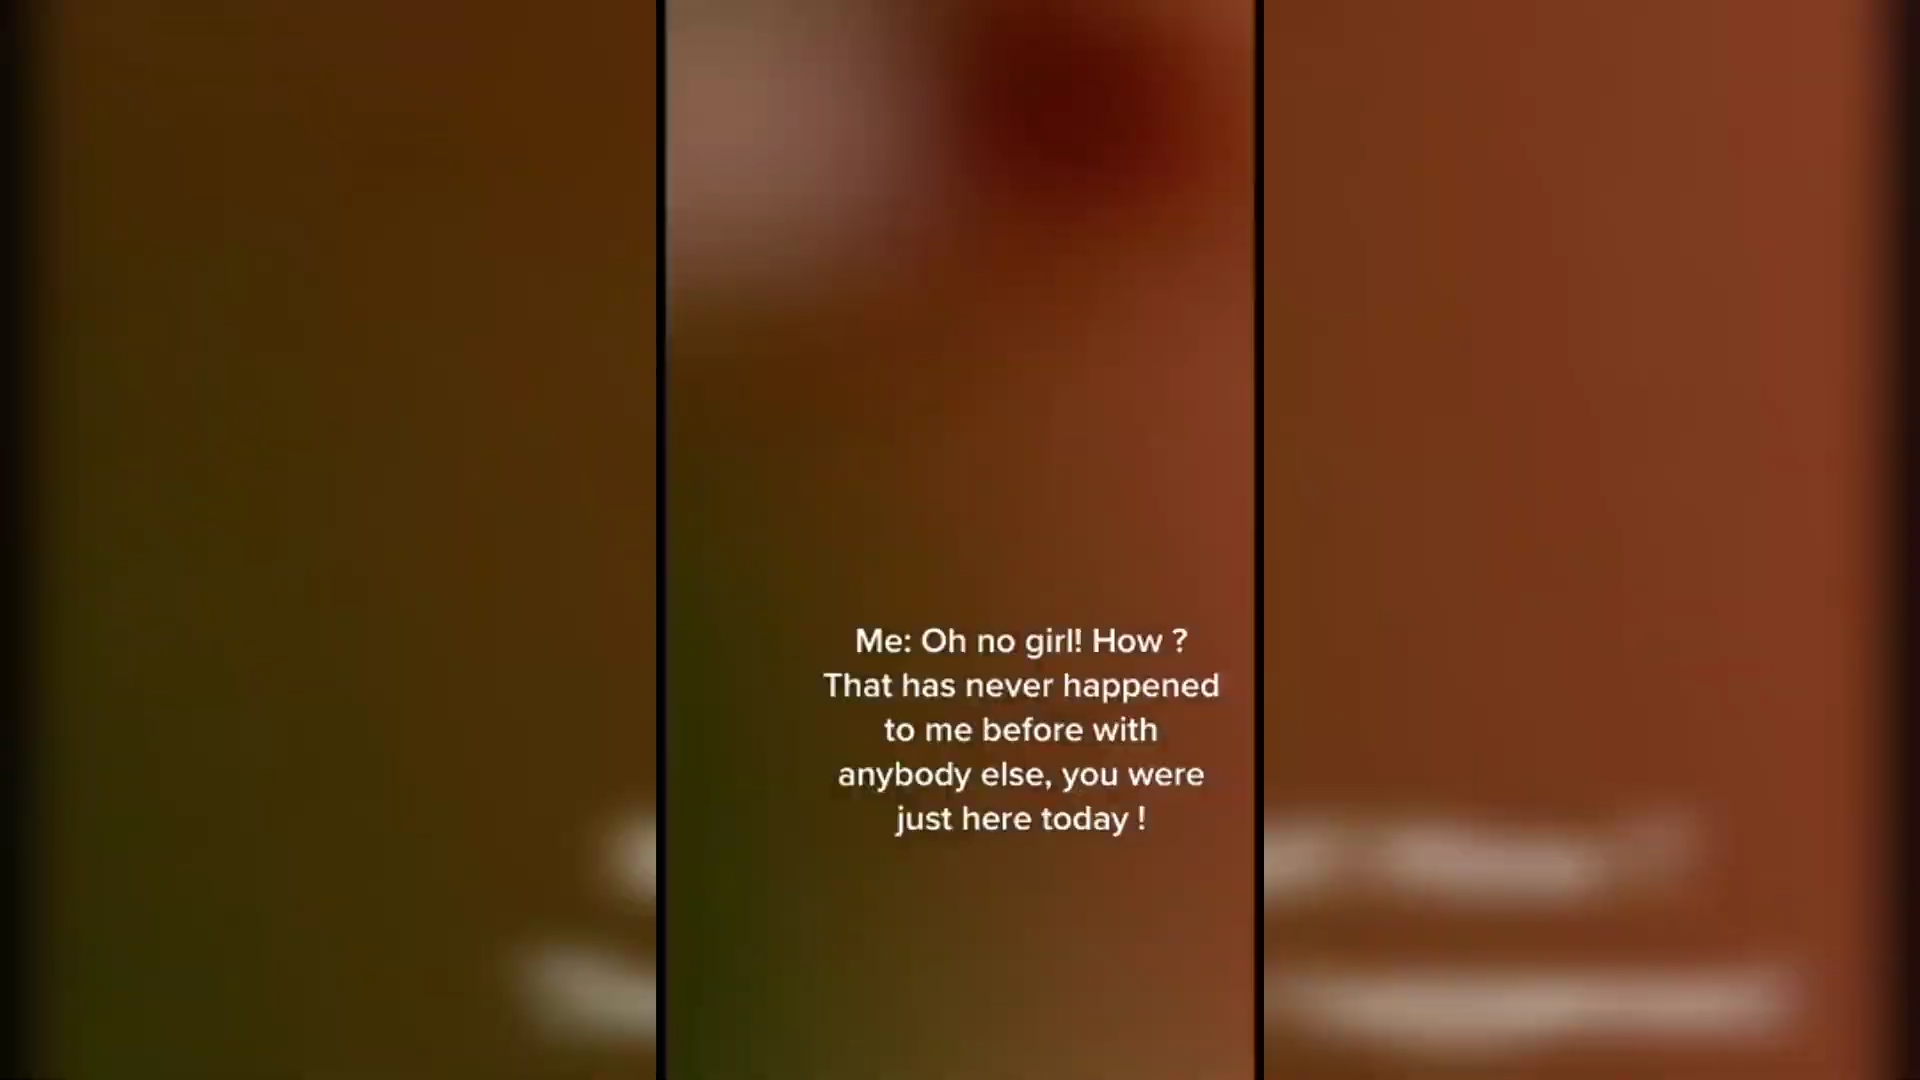 Me: Oh no girl! How ?
That has never happened
to me before with
anybody else, you were
just here today !